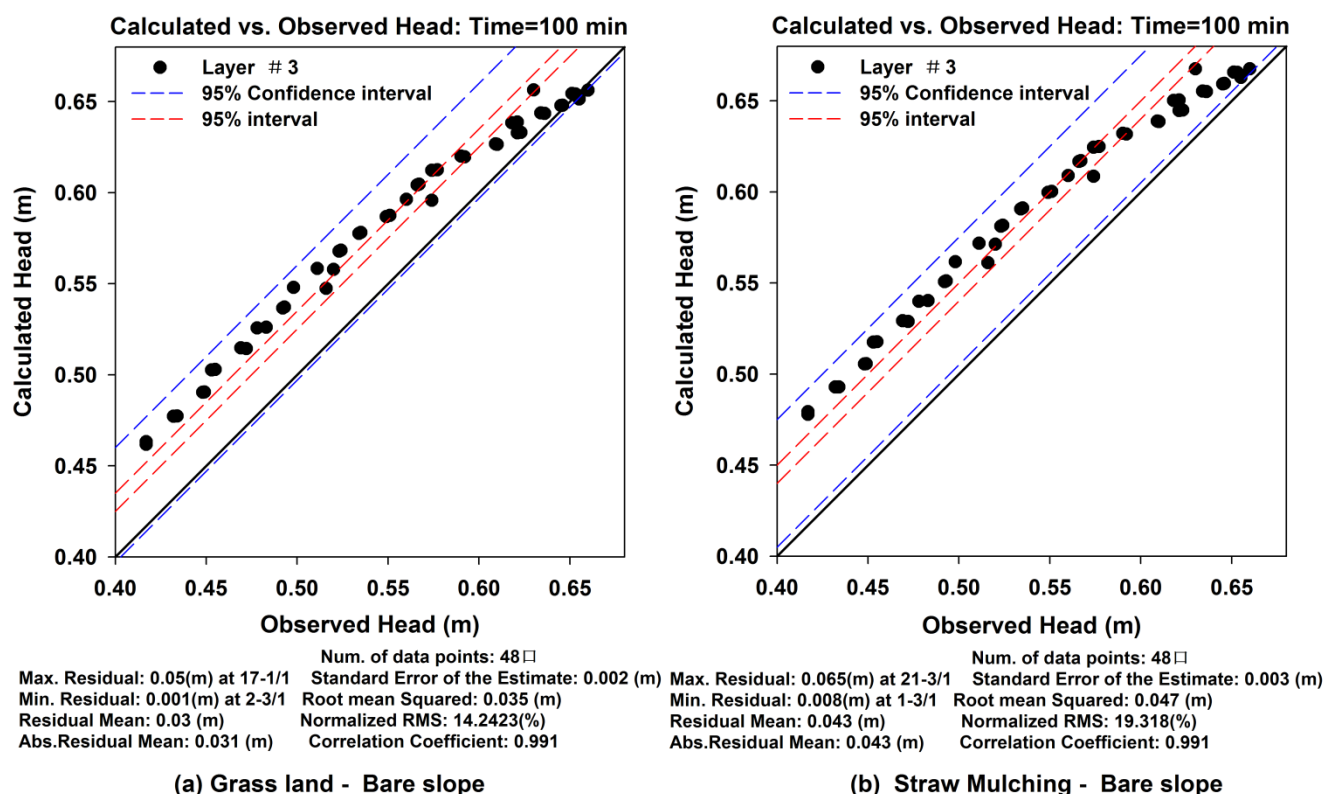 Calculated vs. Observed Head: Time=100 min
Layer #3
95% Confidence interval
95% interval
Calculated Head (m)
0.65
0.60
0.55
0.50
0.45
0.40
0.40 0.45 0.50 0.55 0.60 0.65
Observed Head (m)
Num. of data points: 48口
Max. Residual: 0.05(m) at 17-1/1 Standard Error of the Estimate: 0.002 (m)
Min. Residual: 0.001(m) at 2-3/1 Root mean Squared: 0.035 (m)
Residual Mean: 0.03 (m) Normalized RMS: 14.2423(%)
Abs.Residual Mean: 0.031 (m) Correlation Coefficient: 0.991
(a) Grass land - Bare slope
Calculated vs. Observed Head: Time=100 min
Layer #3
95% Confidence interval
95% interval
Calculated Head (m)
0.65
0.60
0.55
0.50
0.45
0.40
0.40 0.45 0.50 0.55 0.60 0.65
Observed Head (m)
Num. of data points: 48口
Max. Residual: 0.065(m) at 21-3/1 Standard Error of the Estimate: 0.003 (m)
Min. Residual: 0.008(m) at 1-3/1 Root mean Squared: 0.047 (m)
Residual Mean: 0.043 (m) Normalized RMS: 19.318(%)
Abs.Residual Mean: 0.043 (m) Correlation Coefficient: 0.991
(b) Straw Mulching - Bare slope